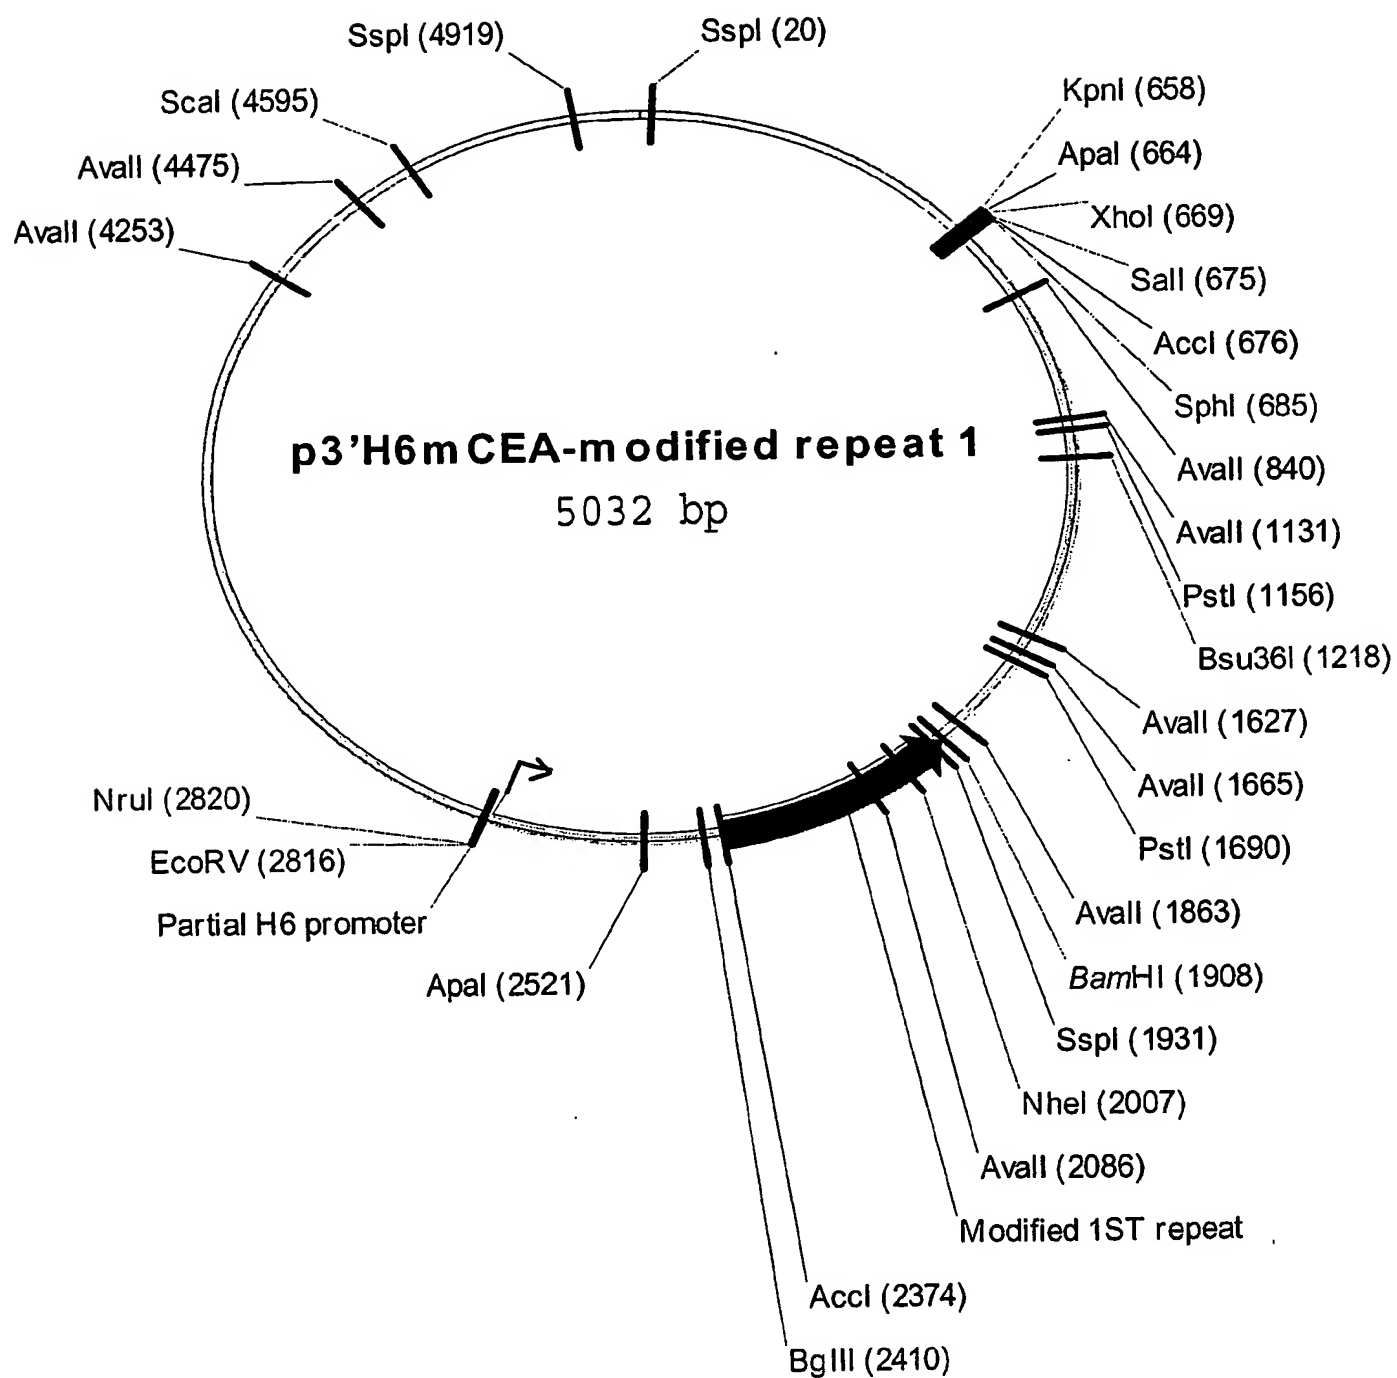 SspI (4919)
SspI (20)
ScaI (4595)
AvaII (4475)
AvaII (4253)
KpnI (658)
ApaI (664)
XhoI (669)
SalI (675)
AccI (676)
SphI (685)
AvaII (840)
AvaII (1131)
PstI (1156)
Bsu36I (1218)
p3'H6mCEA-modified repeat 1
5032 bp
AvaII (1627)
AvaII (1665)
PstI (1690)
AvaII (1863)
BamHI (1908)
SspI (1931)
NheI (2007)
AvaII (2086)
Modified 1ST repeat
AccI (2374)
BglII (2410)
ApaI (2521)
Partial H6 promoter
EcoRV (2816)
NruI (2820)